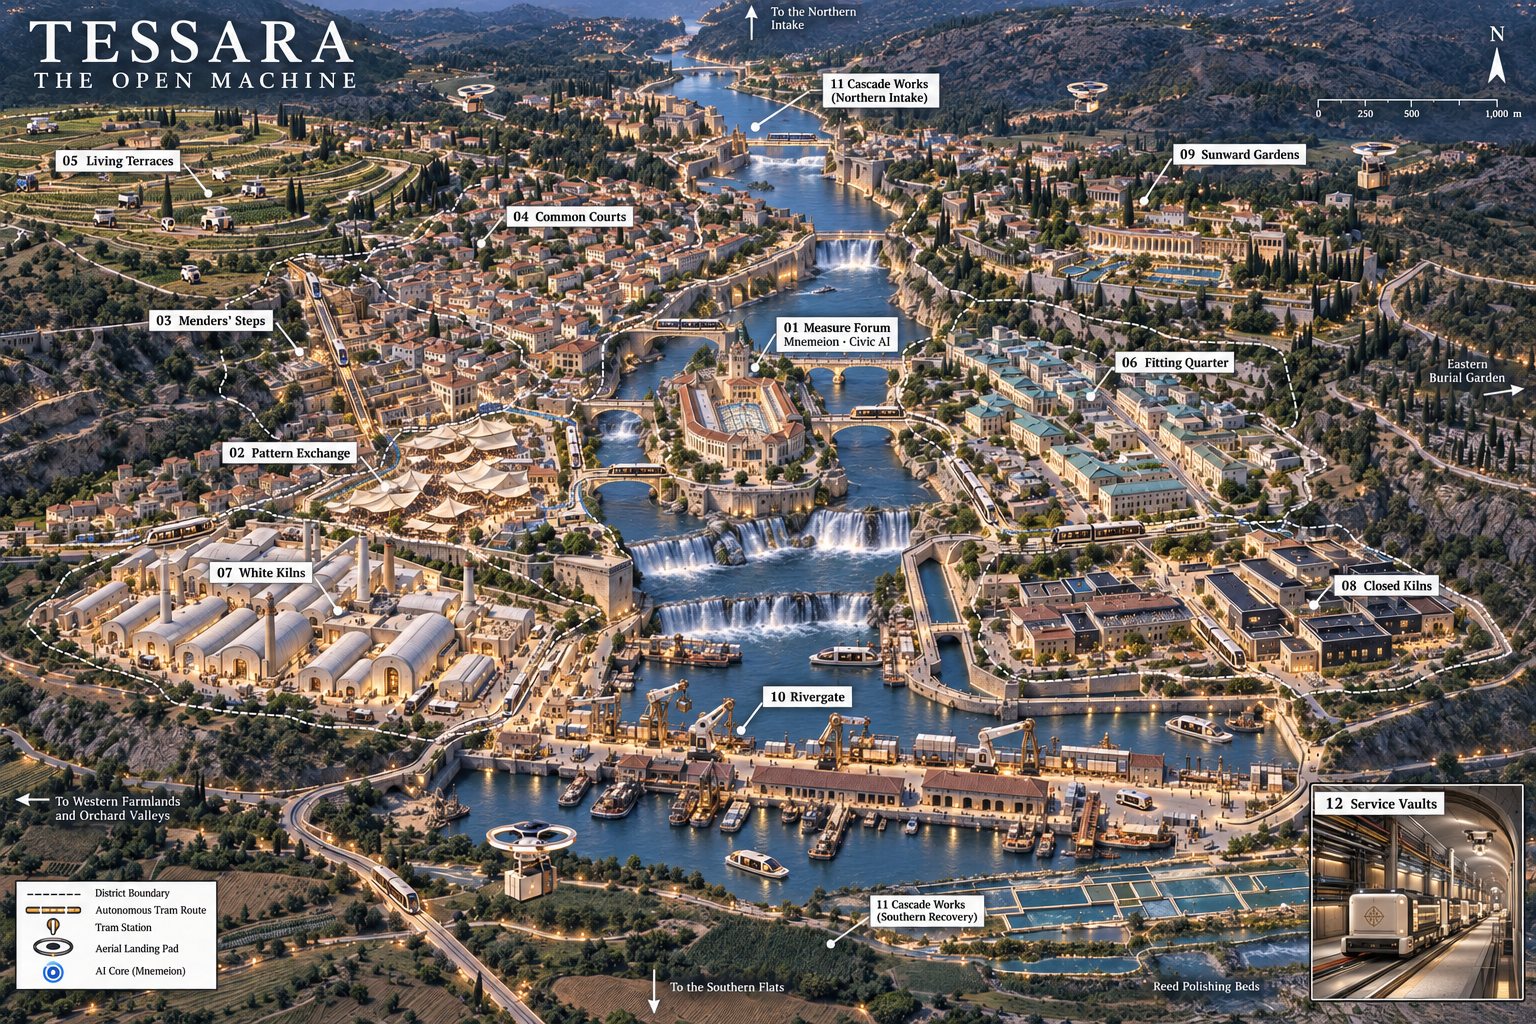 TESSARA
THE OPEN MACHINE
To the Northern
Intake
N
0 250 500 1,000 m
11 Cascade Works
(Northern Intake)
05 Living Terraces
09 Sunward Gardens
04 Common Courts
03 Menders' Steps
01 Measure Forum
Mnemeion · Civic AI
06 Fitting Quarter
Eastern
Burial Garden
02 Pattern Exchange
07 White Kilns
08 Closed Kilns
10 Rivergate
To Western Farmlands
and Orchard Valleys
12 Service Vaults
District Boundary
Autonomous Tram Route
Tram Station
Aerial Landing Pad
AI Core (Mnemeion)
11 Cascade Works
(Southern Recovery)
To the Southern Flats
Reed Polishing Beds